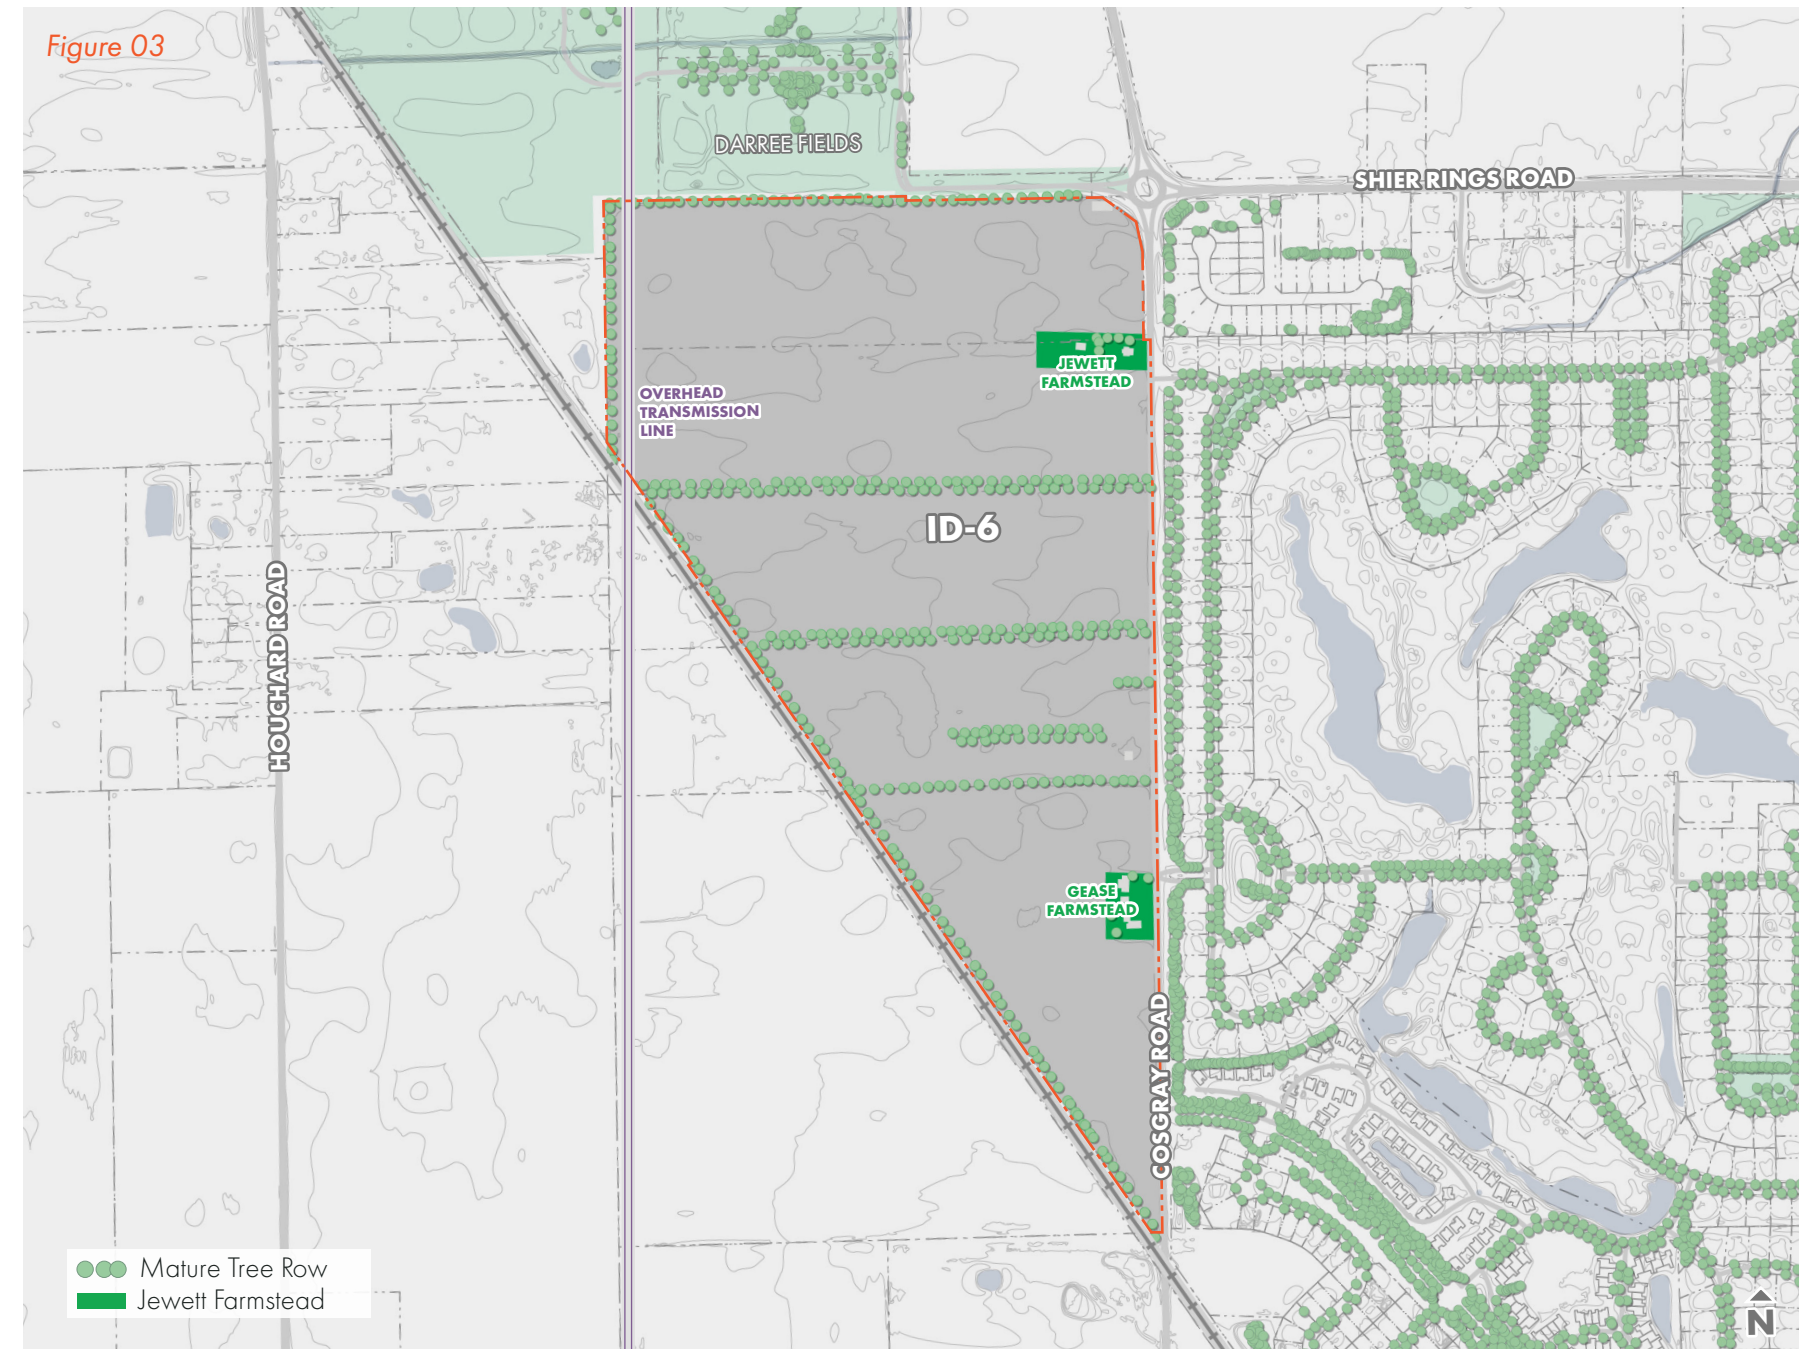 Figure 03
DARREE FIELDS
SHIER RINGS ROAD
JEWETT
FARMSTEAD
OVERHEAD
TRANSMISSION
LINE
ID-6
HOUCHARD ROAD
GEASE
FARMSTEAD
COSGRAY ROAD
Mature Tree Row
Jewett Farmstead
N